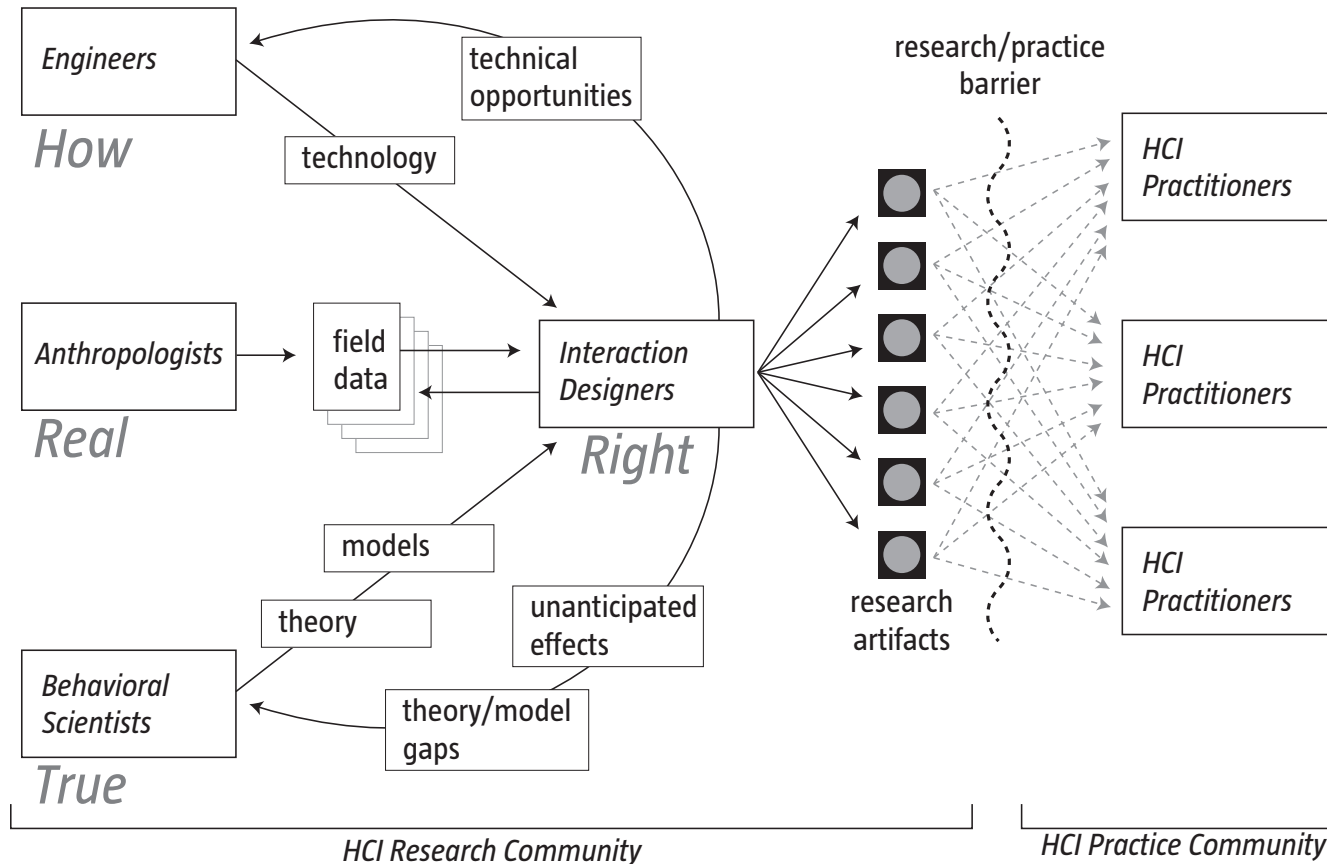 Engineers
How
technical
opportunities
technology
Anthropologists
Real
field
data
Interaction
Designers
Right
models
theory
unanticipated
effects
Behavioral
Scientists
True
theory/model
gaps
research/practice
barrier
research
artifacts
HCI
Practitioners
HCI
Practitioners
HCI
Practitioners
HCI Research Community
HCI Practice Community